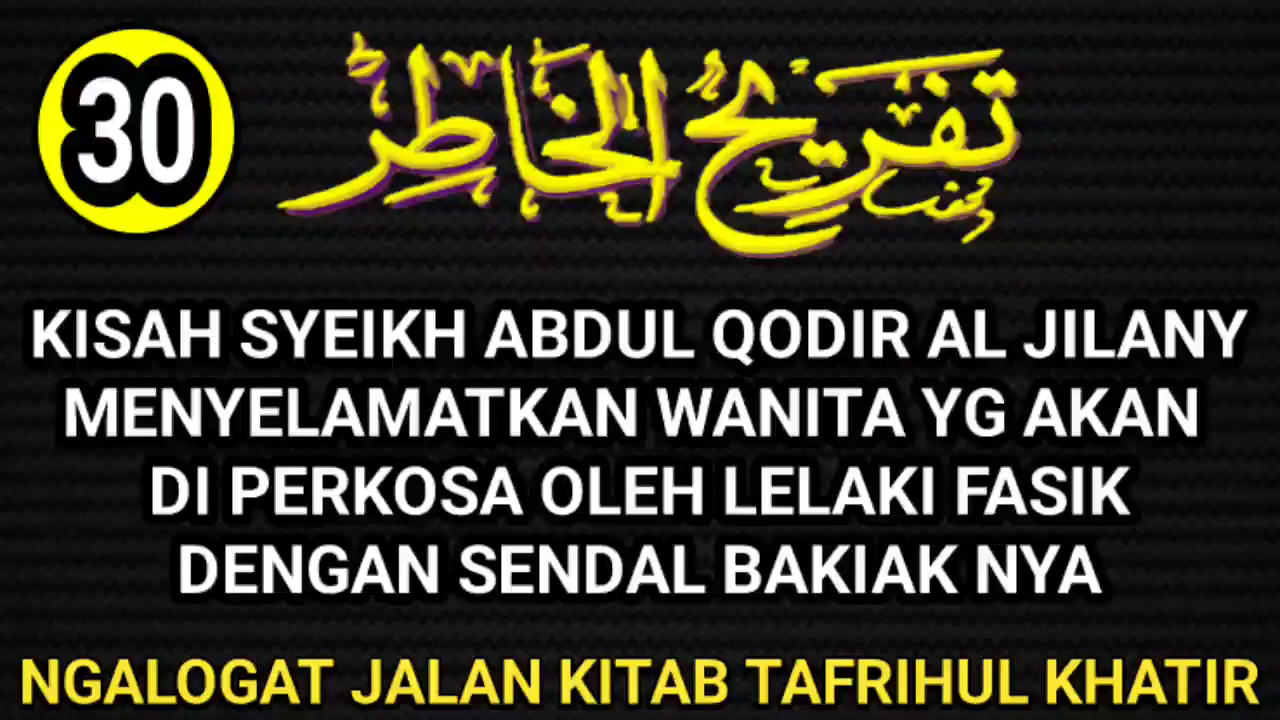 30
تفريح الخاطر
KISAH SYEIKH ABDUL QODIR AL JILANY
MENYELAMATKAN WANITA YG AKAN
DI PERKOSA OLEH LELAKI FASIK
DENGAN SENDAL BAKIAK NYA
NGALOGAT JALAN KITAB TAFRIHUL KHATIR